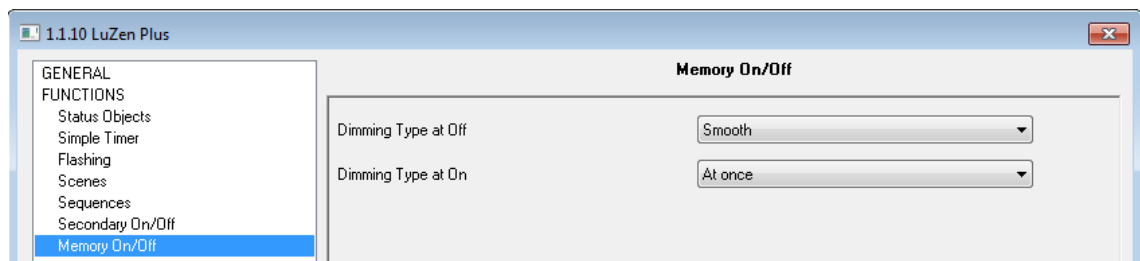 1.1.10 LuZen Plus
GENERAL
FUNCTIONS
Status Objects
Simple Timer
Flashing
Scenes
Sequences
Secondary On/Off
Memory On/Off
Memory On/Off
Dimming Type at Off Smooth
Dimming Type at On At once